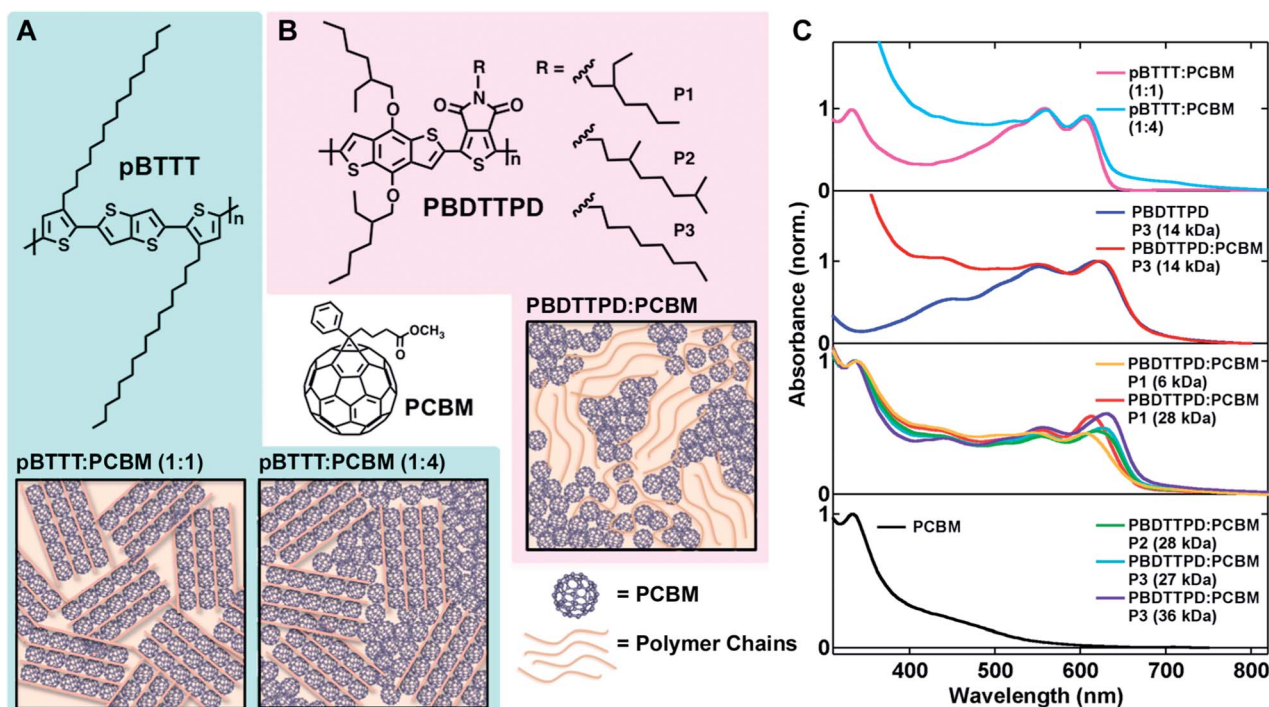 A
pBTTT
S
S
S
S
n
B
R
N
O
O
O
S
S
S
n
O
PBDTTPD
R =
P1
P2
P3
OCH₃
O
PCBM
pBTTT:PCBM (1:1)
pBTTT:PCBM (1:4)
PBDTTPD:PCBM
= PCBM
= Polymer Chains
C
Absorbance (norm.)
1
0
pBTTT:PCBM
(1:1)
pBTTT:PCBM
(1:4)
1
0
PBDTTPD
P3 (14 kDa)
PBDTTPD:PCBM
P3 (14 kDa)
1
0
PBDTTPD:PCBM
P1 (6 kDa)
PBDTTPD:PCBM
P1 (28 kDa)
1
0
PCBM
PBDTTPD:PCBM
P2 (28 kDa)
PBDTTPD:PCBM
P3 (27 kDa)
PBDTTPD:PCBM
P3 (36 kDa)
400 500 600 700 800
Wavelength (nm)